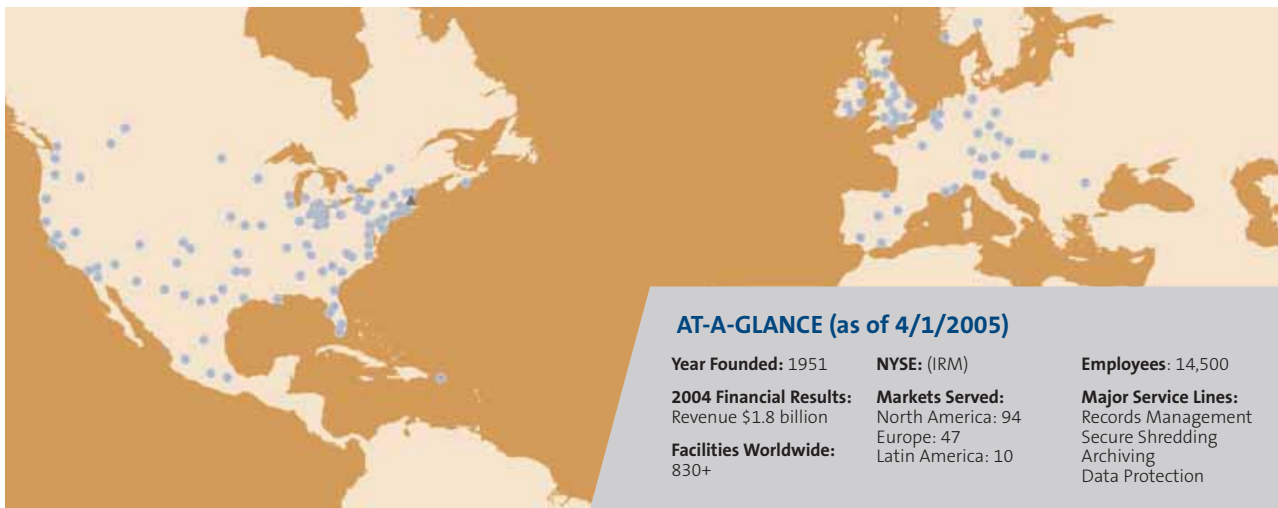 AT-A-GLANCE (as of 4/1/2005)
Year Founded: 1951
2004 Financial Results:
Revenue $1.8 billion
Facilities Worldwide:
830+
NYSE: (IRM)
Markets Served:
North America: 94
Europe: 47
Latin America: 10
Employees: 14,500
Major Service Lines:
Records Management
Secure Shredding
Archiving
Data Protection